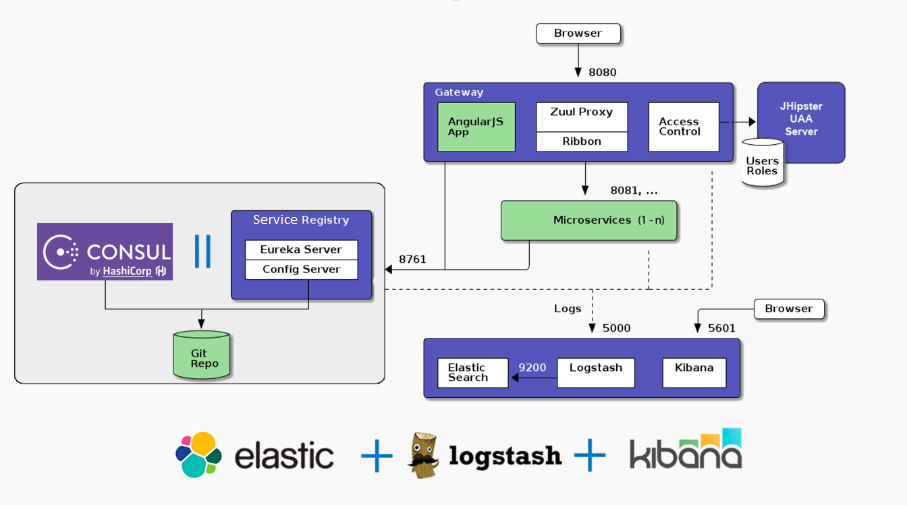 Browser
8080
Gateway
AngularJS
App
Zuul Proxy
Ribbon
Access
Control
JHipster
UAA
Server
Users
Roles
8081, ...
Microservices (1 - n)
CONSUL
by HashiCorp
Service Registry
Eureka Server
Config Server
8761
Git
Repo
Logs
5000
5601
Browser
Elastic
Search
9200
Logstash
Kibana
elastic + logstash + kibana